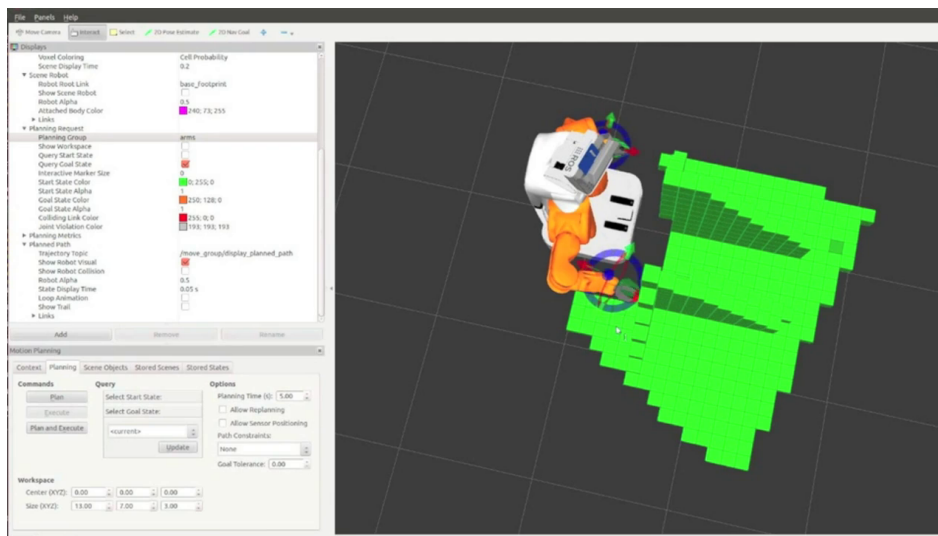 File Panels Help
Move Camera Interact Select 2D Pose Estimate 2D Nav Goal
Displays
Voxel Coloring Cell Probability
Scene Display Time 0.2
Scene Robot
Robot Root Link base_footprint
Show Scene Robot
Robot Alpha 0.5
Attached Body Color 240; 73; 255
Links
Planning Request
Planning Group arms
Show Workspace
Query Start State
Query Goal State
Interactive Marker Size 0
Start State Color 0; 255; 0
Start State Alpha 1
Goal State Color 250; 128; 0
Goal State Alpha 1
Colliding Link Color 255; 0; 0
Joint Violation Color 193; 193; 193
Planning Metrics
Planned Path
Trajectory Topic /move_group/display_planned_path
Show Robot Visual
Show Robot Collision
Robot Alpha 0.5
State Display Time 0.05 s
Loop Animation
Show Trail
Links
Add Remove Rename
Motion Planning
Context Planning Scene Objects Stored Scenes Stored States
Commands Query Options
Plan Select Start State: Planning Time (s): 5.00
Execute Select Goal State: Allow Replanning
Plan and Execute <current> Allow Sensor Positioning
Update Path Constraints:
None
Goal Tolerance: 0.00
Workspace
Center (XYZ): 0.00 0.00 0.00
Size (XYZ): 13.00 7.00 3.00
ROS